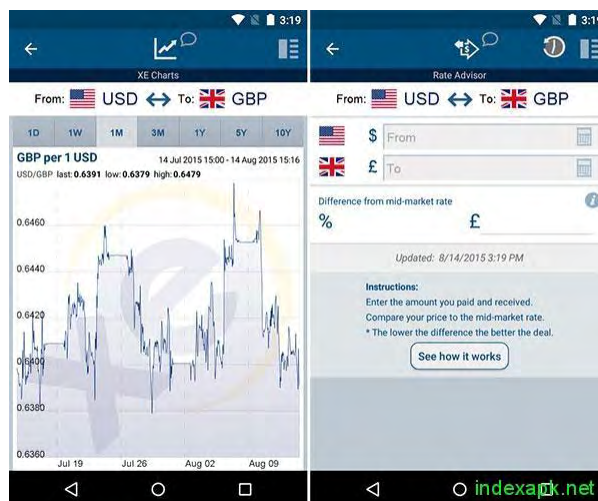 3:19
XE Charts
From: USD To: GBP
1D 1W 1M 3M 1Y 5Y 10Y
GBP per 1 USD 14 Jul 2015 15:00 - 14 Aug 2015 15:16
USD/GBP last: 0.6391 low: 0.6379 high: 0.6479
0.6460
0.6440
0.6420
0.6400
0.6380
0.6360
Jul 19 Jul 26 Aug 02 Aug 09
3:19
Rate Advisor
From: USD To: GBP
$ From
£ To
Difference from mid-market rate
% £
Updated: 8/14/2015 3:19 PM
Instructions:
Enter the amount you paid and received.
Compare your price to the mid-market rate.
* The lower the difference the better the deal.
See how it works
indexapk.net